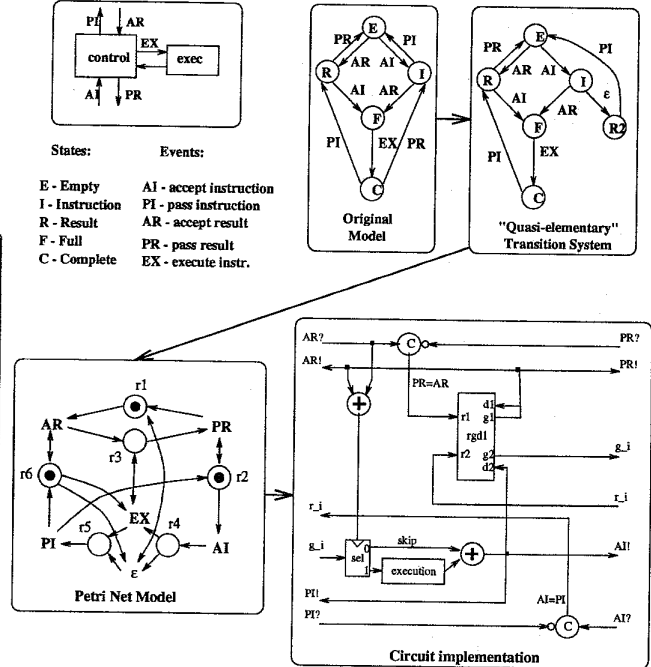 PI AR
control
EX
exec
AI PR
States: Events:
E - Empty AI - accept instruction
I - Instruction PI - pass instruction
R - Result AR - accept result
F - Full PR - pass result
C - Complete EX - execute instr.
E
PR PI
AR AI
R I
AI AR
F
PI EX PR
C
Original
Model
E
PR PI
AR AI
R I
AI ε
AR
F R2
EX
PI
C
"Quasi-elementary"
Transition System
r1
AR PR
r3
r6 r2
EX
r5 r4
PI AI
ε
Petri Net Model
AR? C PR?
AR! PR!
PR=AR
+
r1 d1
g1
rgd1
r2 g2
d2
g_i
r_i
r_i
g_i
sel
0 skip
1 execution
+
AI!
PI!
PI? AI=PI C AI?
Circuit implementation